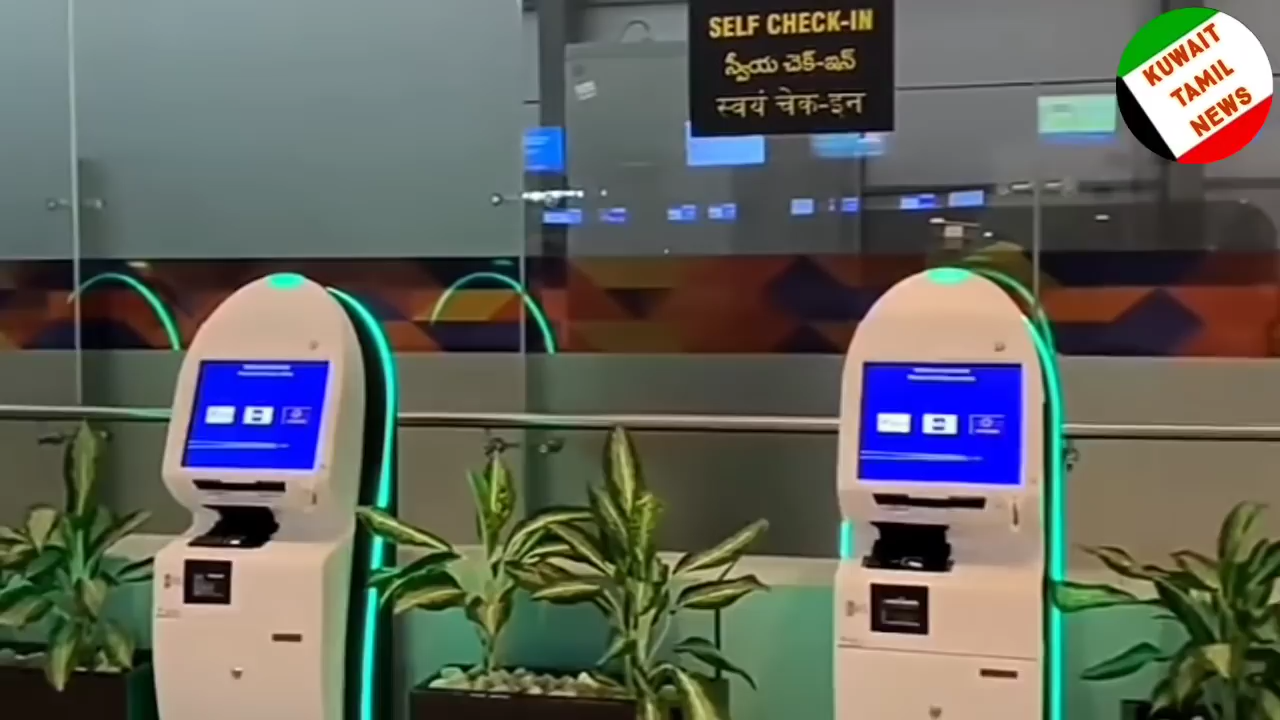 SELF CHECK-IN
స్వీయ చెక్-ఇన్
स्वयं चेक-इन
KUWAIT
TAMIL
NEWS